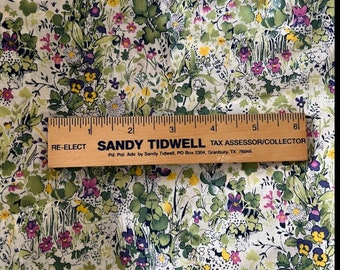 1 2 3 4 5 6
RE-ELECT SANDY TIDWELL TAX ASSESSOR/COLLECTOR
Pd. Pol. Adv. by Sandy Tidwell, PO Box 2304, Granbury, TX 76048